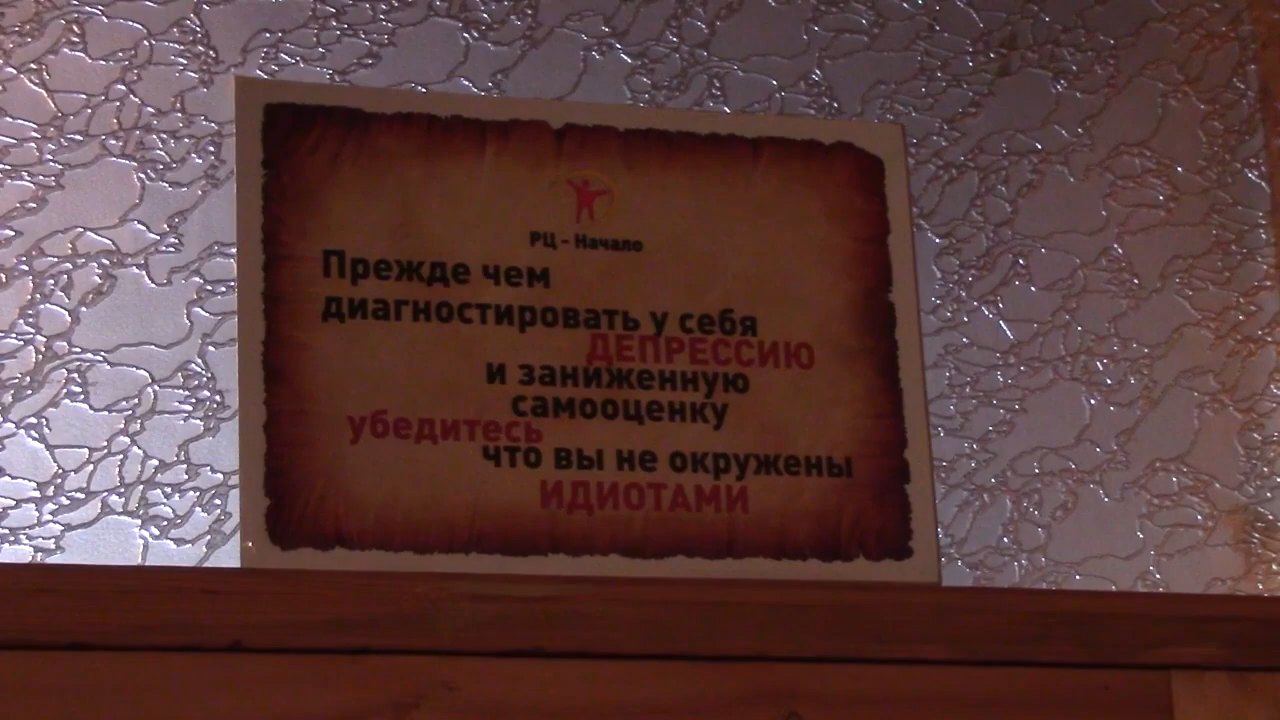 РЦ - Начало
Прежде чем
диагностировать у себя
ДЕПРЕССИЮ
и заниженную
самооценку
убедитесь
что вы не окружены
ИДИОТАМИ